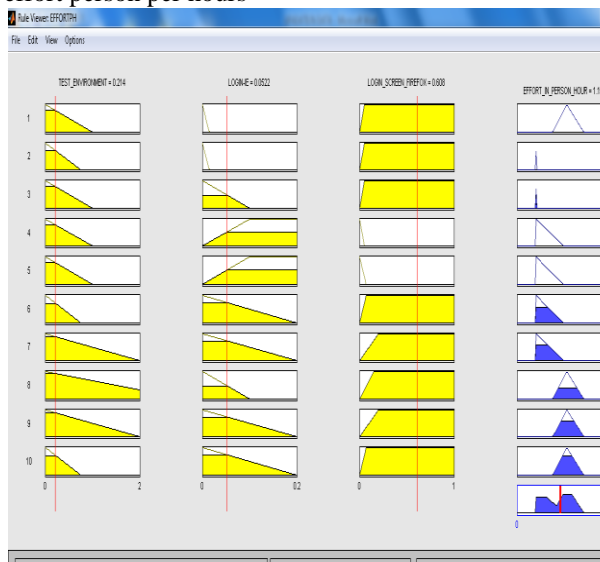 effort person per hours
Rule Viewer: EFFORTPH
File Edit View Options
TEST_ENVIRONMENT = 0.214 LOGIN-IE = 0.0522 LOGIN_SCREEN_FIREFOX = 0.608 EFFORT_IN_PERSON_HOUR = 1.1
1
2
3
4
5
6
7
8
9
10
0 2 0 0.2 0 1
0